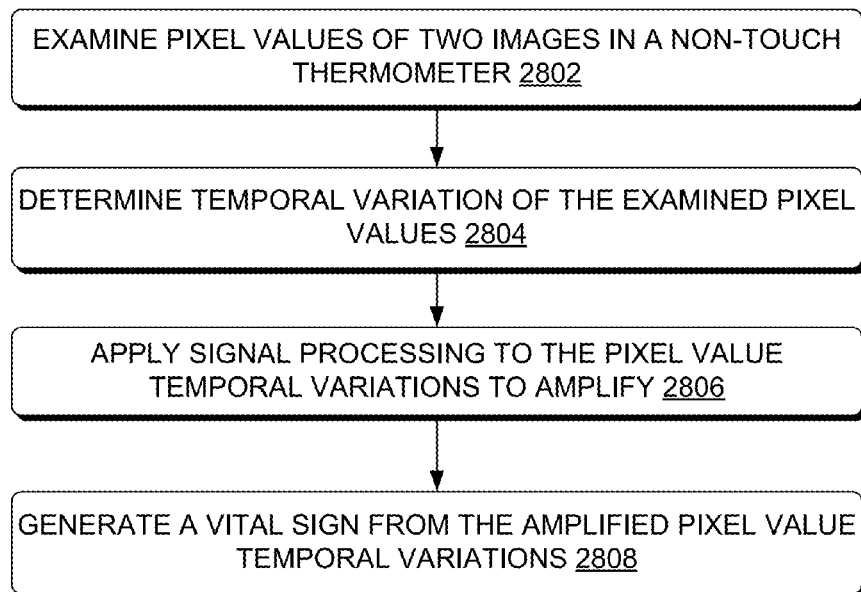 EXAMINE PIXEL VALUES OF TWO IMAGES IN A NON-TOUCH
THERMOMETER 2802
DETERMINE TEMPORAL VARIATION OF THE EXAMINED PIXEL
VALUES 2804
APPLY SIGNAL PROCESSING TO THE PIXEL VALUE
TEMPORAL VARIATIONS TO AMPLIFY 2806
GENERATE A VITAL SIGN FROM THE AMPLIFIED PIXEL VALUE
TEMPORAL VARIATIONS 2808